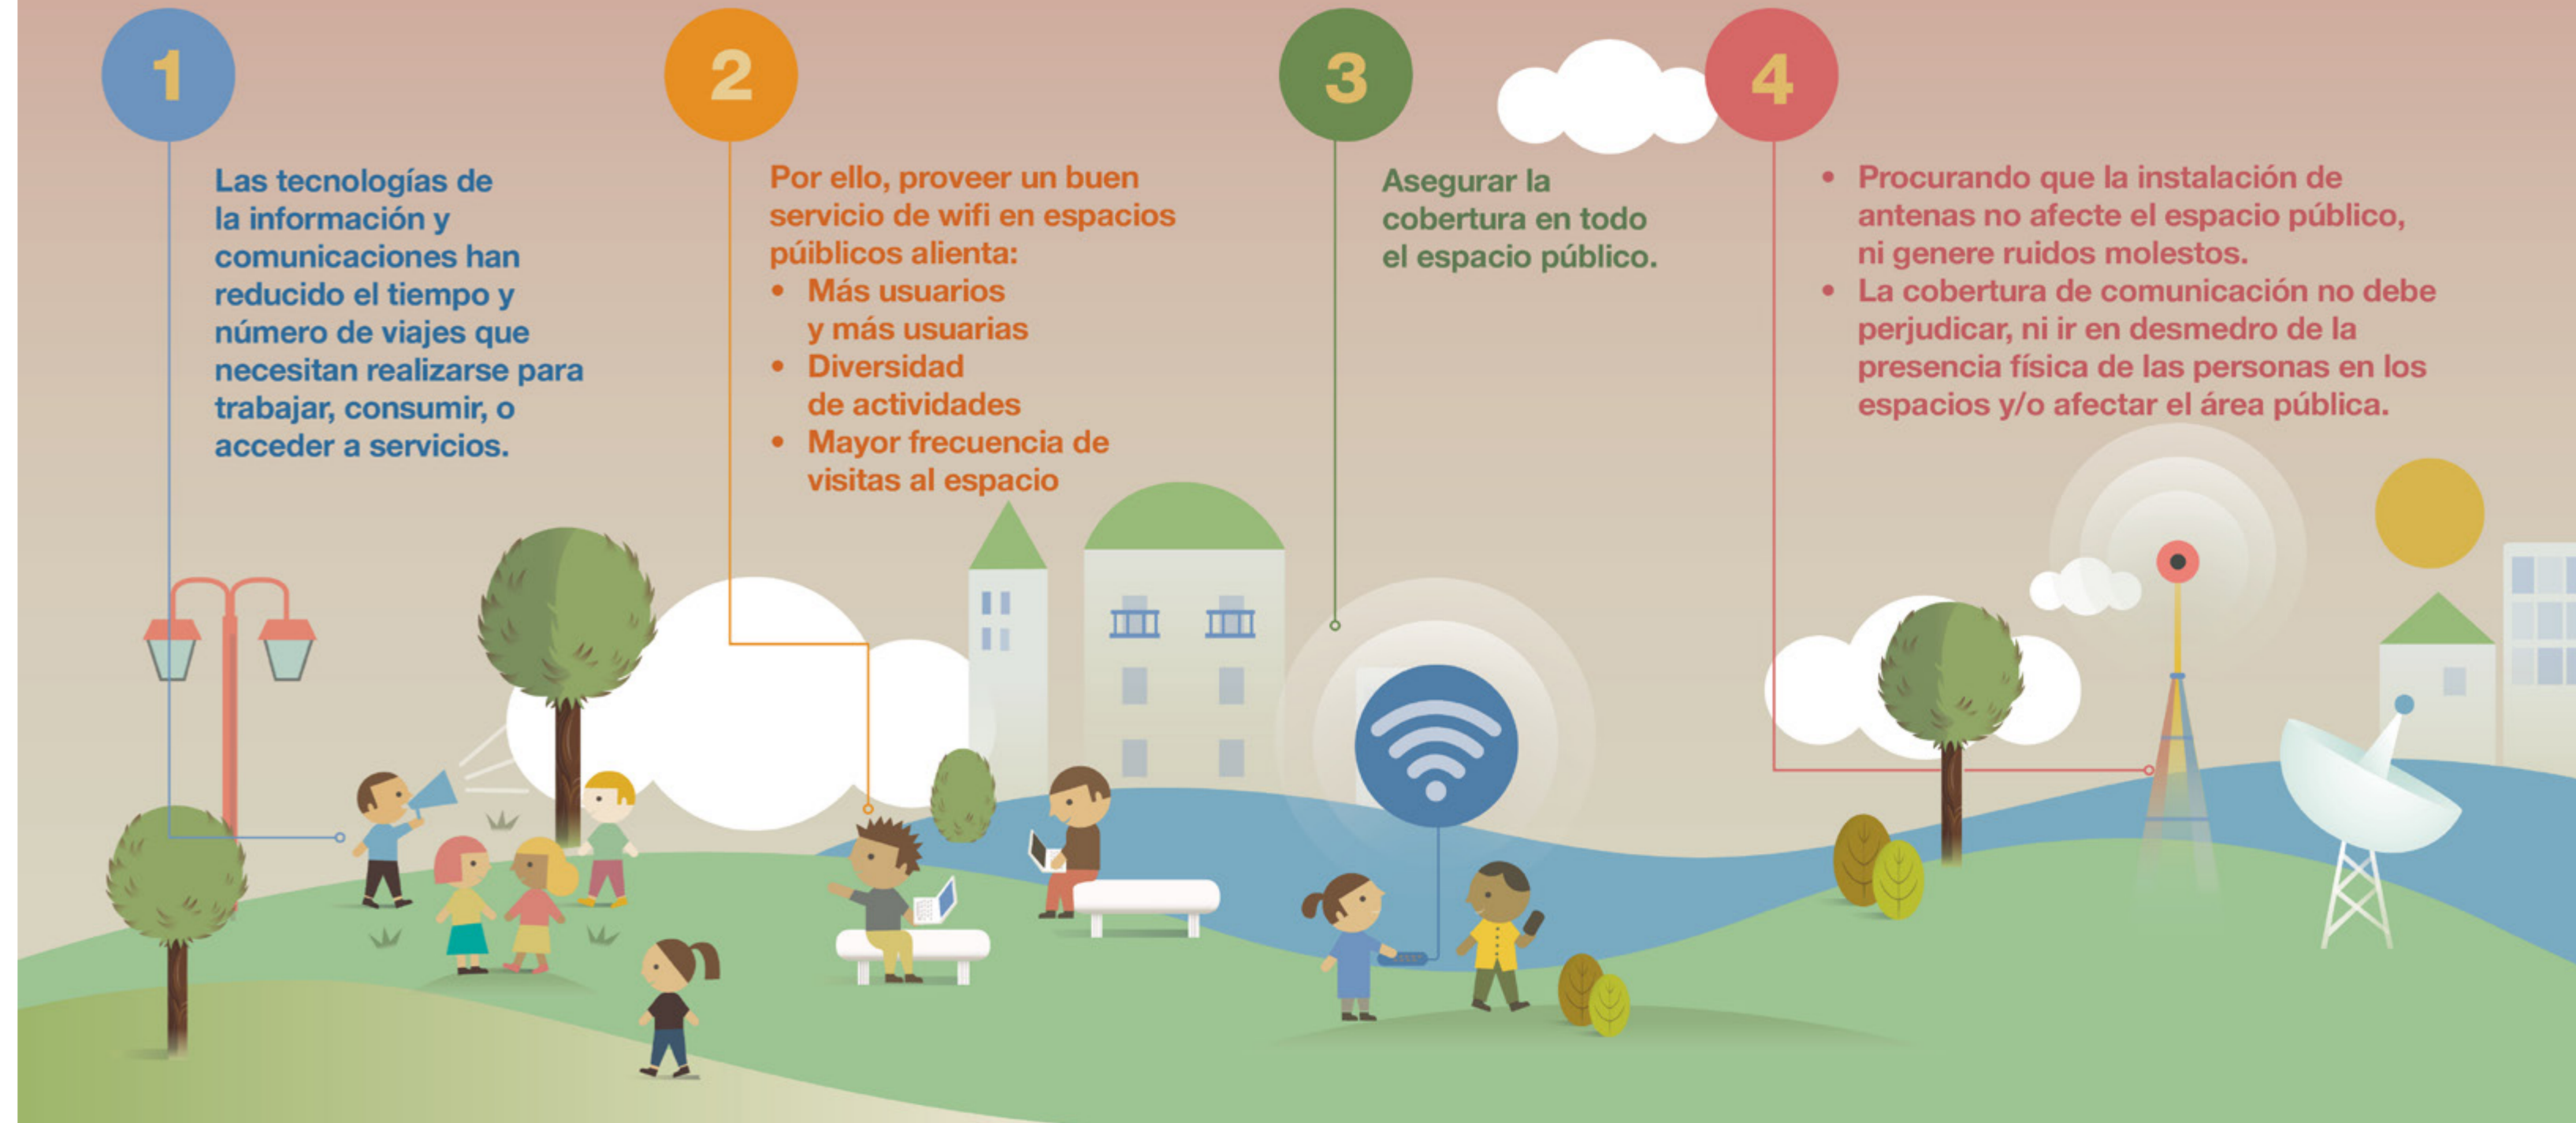 1
Las tecnologías de
la información y
comunicaciones han
reducido el tiempo y
número de viajes que
necesitan realizarse para
trabajar, consumir, o
acceder a servicios.
2
Por ello, proveer un buen
servicio de wifi en espacios
púiblicos alienta:
• Más usuarios
y más usuarias
• Diversidad
de actividades
• Mayor frecuencia de
visitas al espacio
3
Asegurar la
cobertura en todo
el espacio público.
4
• Procurando que la instalación de
antenas no afecte el espacio público,
ni genere ruidos molestos.
• La cobertura de comunicación no debe
perjudicar, ni ir en desmedro de la
presencia física de las personas en los
espacios y/o afectar el área pública.